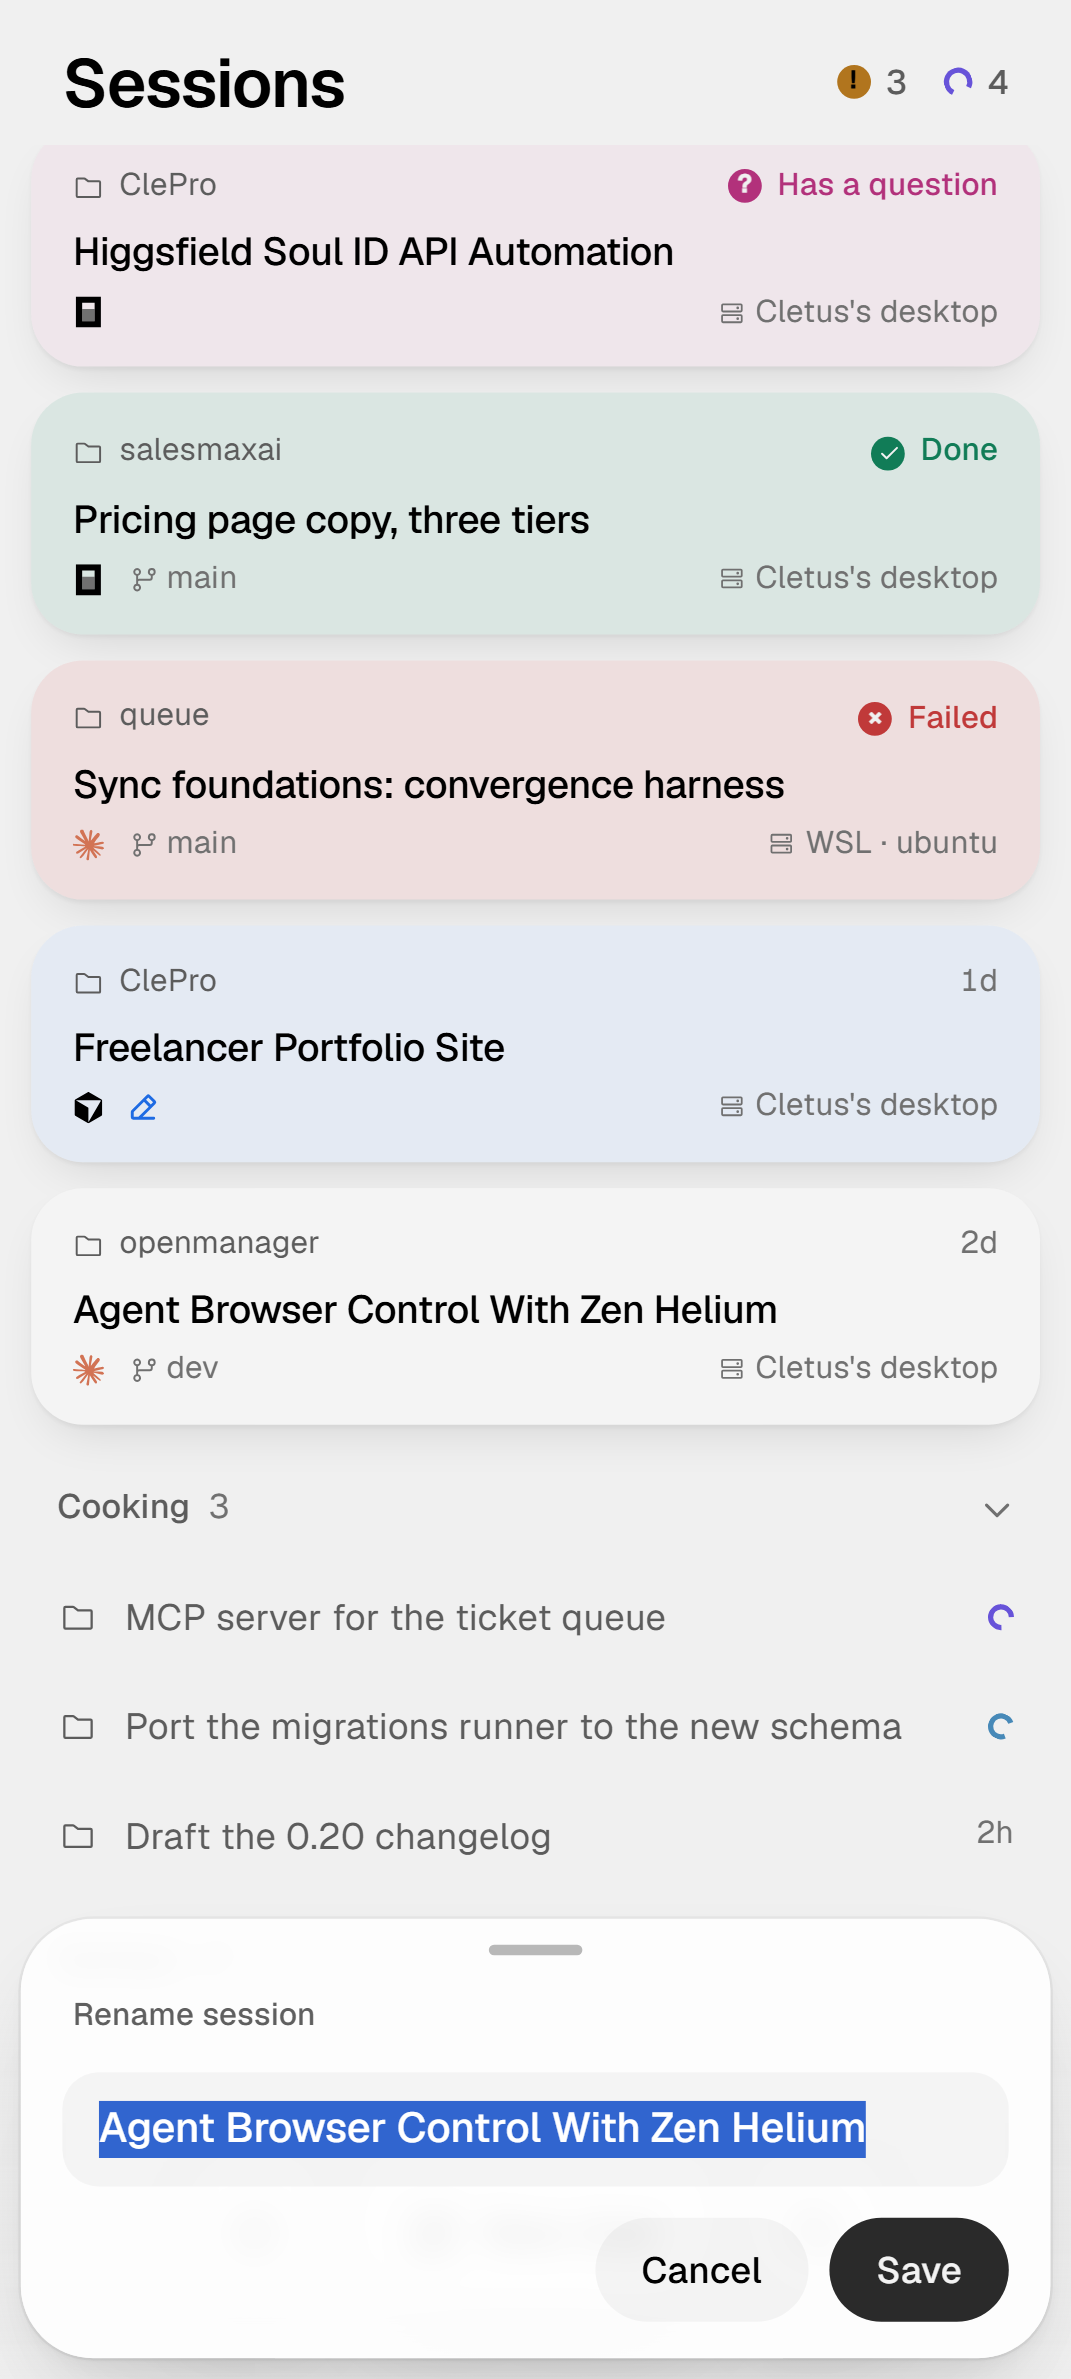 Sessions
3
4
ClePro
Has a question
Higgsfield Soul ID API Automation
Cletus's desktop
salesmaxai
Done
Pricing page copy, three tiers
main
Cletus's desktop
queue
Failed
Sync foundations: convergence harness
main
WSL · ubuntu
ClePro
1d
Freelancer Portfolio Site
Cletus's desktop
openmanager
2d
Agent Browser Control With Zen Helium
dev
Cletus's desktop
Cooking 3
MCP server for the ticket queue
Port the migrations runner to the new schema
Draft the 0.20 changelog
2h
Rename session
Agent Browser Control With Zen Helium
Cancel
Save